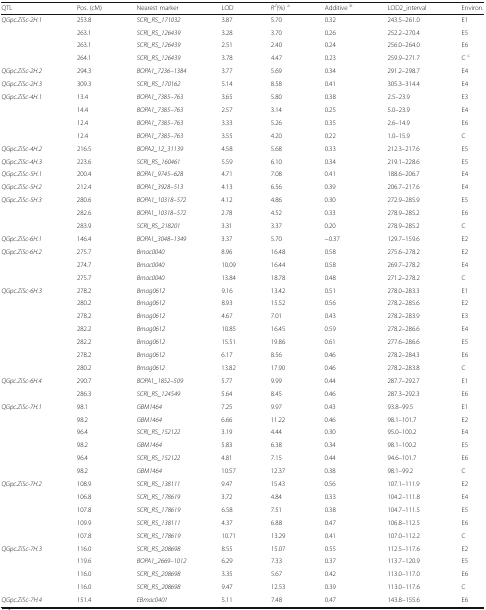 QTL Pos. (cM) Nearest marker LOD R²(%) a Additive b LOD2_interval Environ.
QGpc.ZiSc-2H.1 253.8 SCRI_RS_171032 3.87 5.70 0.32 243.5–261.0 E1
263.1 SCRI_RS_126439 3.28 3.70 0.26 252.2–270.4 E5
263.1 SCRI_RS_126439 2.51 2.40 0.24 256.0–264.0 E6
264.1 SCRI_RS_126439 3.78 4.47 0.23 259.9–271.7 C c
QGpc.ZiSc-2H.2 294.3 BOPA1_7236–1384 3.77 5.69 0.34 291.2–298.7 E4
QGpc.ZiSc-2H.3 309.3 SCRI_RS_170162 5.14 8.58 0.41 305.3–314.4 E4
QGpc.ZiSc-4H.1 13.4 BOPA1_7385–763 3.65 5.80 0.38 2.5–23.9 E3
14.4 BOPA1_7385–763 2.57 3.14 0.25 5.0–23.9 E4
12.4 BOPA1_7385–763 3.33 5.26 0.35 2.6–14.9 E6
12.4 BOPA1_7385–763 3.55 4.20 0.22 1.0–15.9 C
QGpc.ZiSc-4H.2 216.5 BOPA2_12_31139 4.58 5.68 0.33 212.3–217.6 E5
QGpc.ZiSc-4H.3 223.6 SCRI_RS_160461 5.59 6.10 0.34 219.1–228.6 E5
QGpc.ZiSc-5H.1 200.4 BOPA1_9745–628 4.71 7.08 0.41 188.6–206.7 E4
QGpc.ZiSc-5H.2 212.4 BOPA1_3928–513 4.13 6.56 0.39 206.7–217.6 E4
QGpc.ZiSc-5H.3 280.6 BOPA1_10318–572 4.12 4.86 0.30 272.9–285.9 E5
282.6 BOPA1_10318–572 2.78 4.52 0.33 278.9–285.2 E6
283.9 SCRI_RS_218201 3.31 3.37 0.20 278.9–285.2 C
QGpc.ZiSc-6H.1 146.4 BOPA1_3048–1349 3.37 5.70 −0.37 129.7–159.6 E2
QGpc.ZiSc-6H.2 275.7 Bmac0040 8.96 16.48 0.58 275.6–278.2 E2
274.7 Bmac0040 10.09 16.44 0.58 269.7–278.2 E4
275.7 Bmac0040 13.84 18.78 0.48 271.2–278.2 C
QGpc.ZiSc-6H.3 278.2 Bmag0612 9.16 13.42 0.51 278.0–283.3 E1
280.2 Bmag0612 8.93 15.52 0.56 278.2–285.6 E2
278.2 Bmag0612 4.67 7.01 0.43 278.2–283.9 E3
282.2 Bmag0612 10.85 16.45 0.59 278.2–286.6 E4
282.2 Bmag0612 15.51 19.86 0.61 277.6–286.6 E5
278.2 Bmag0612 6.17 8.56 0.46 278.2–284.3 E6
280.2 Bmag0612 13.82 17.90 0.46 278.2–283.8 C
QGpc.ZiSc-6H.4 290.7 BOPA1_1852–509 5.77 9.99 0.44 287.7–292.7 E1
286.3 SCRI_RS_124549 5.64 8.45 0.46 287.3–292.3 E6
QGpc.ZiSc-7H.1 98.1 GBM1464 7.25 9.97 0.43 93.8–99.5 E1
98.2 GBM1464 6.66 11.22 0.46 98.1–101.7 E2
96.4 SCRI_RS_152122 3.19 4.44 0.30 95.0–100.2 E4
98.2 GBM1464 5.83 6.38 0.34 98.1–100.2 E5
96.4 SCRI_RS_152122 4.81 7.15 0.44 94.6–101.7 E6
98.2 GBM1464 10.57 12.37 0.38 98.1–99.2 C
QGpc.ZiSc-7H.2 108.9 SCRI_RS_138111 9.47 15.43 0.56 107.1–111.9 E2
106.8 SCRI_RS_178619 3.72 4.84 0.33 104.2–111.8 E4
107.8 SCRI_RS_178619 6.58 7.51 0.38 104.7–111.5 E5
109.9 SCRI_RS_138111 4.37 6.88 0.47 106.8–112.5 E6
107.8 SCRI_RS_178619 10.71 13.29 0.41 107.0–112.2 C
QGpc.ZiSc-7H.3 116.0 SCRI_RS_208698 8.55 15.07 0.55 112.5–117.6 E2
119.6 BOPA1_2669–1012 6.29 7.33 0.37 113.7–120.9 E5
116.0 SCRI_RS_208698 3.35 5.67 0.42 113.0–117.0 E6
116.0 SCRI_RS_208698 9.47 12.53 0.39 113.0–117.6 C
QGpc.ZiSc-7H.4 151.4 EBmac0401 5.11 7.48 0.47 143.8–155.6 E6